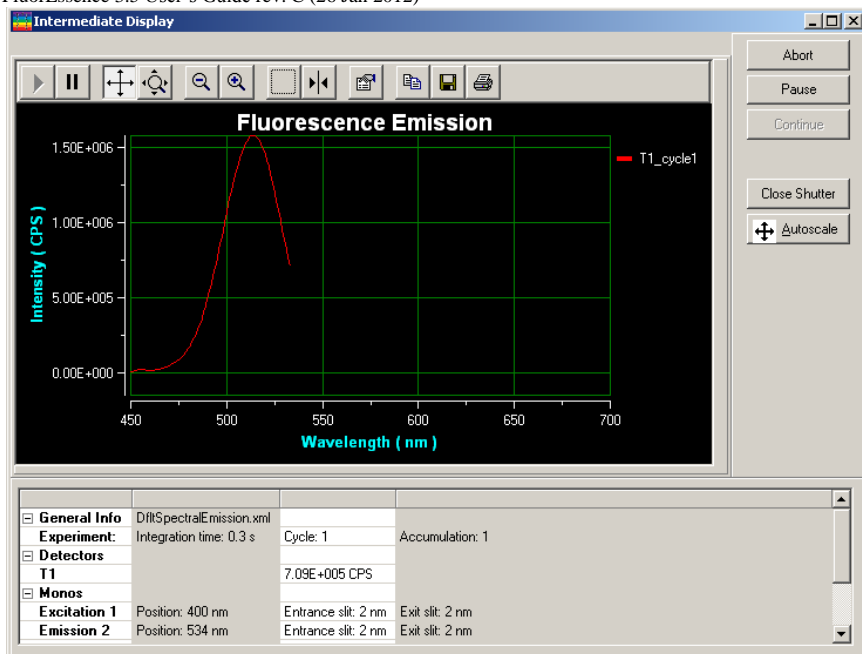 FluorEssence 3.5 User's Guide rev. C (26 Jan 2012)
Intermediate Display
Abort
Pause
Continue
Close Shutter
Autoscale
Fluorescence Emission
T1_cycle1
Intensity ( CPS )
1.50E+006
1.00E+006
5.00E+005
0.00E+000
450 500 550 600 650 700
Wavelength ( nm )
General Info DfltSpectralEmission.xml
Experiment: Integration time: 0.3 s Cycle: 1 Accumulation: 1
Detectors
T1 7.09E+005 CPS
Monos
Excitation 1 Position: 400 nm Entrance slit: 2 nm Exit slit: 2 nm
Emission 2 Position: 534 nm Entrance slit: 2 nm Exit slit: 2 nm